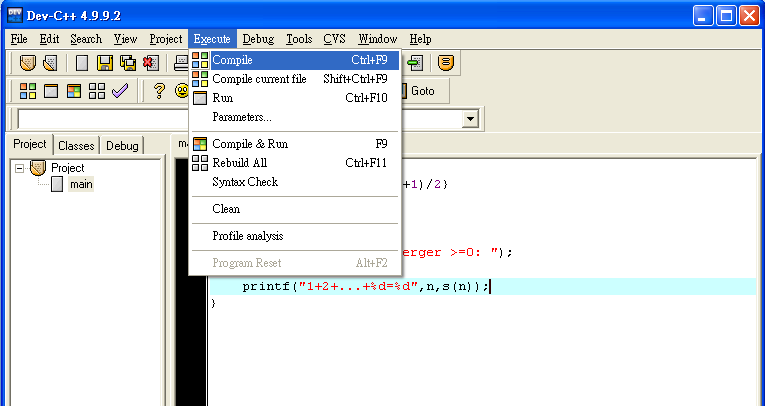 Dev-C++ 4.9.9.2
File Edit Search View Project Execute Debug Tools CVS Window Help
Compile Ctrl+F9
Compile current file Shift+Ctrl+F9
Run Ctrl+F10
Goto
Parameters...
Project Classes Debug
Compile & Run F9
Project
Rebuild All Ctrl+F11
main
Syntax Check
+1)/2}
Clean
Profile analysis
erger >=0: ");
Program Reset Alt+F2
printf("1+2+...+%d=%d",n,s(n));
}